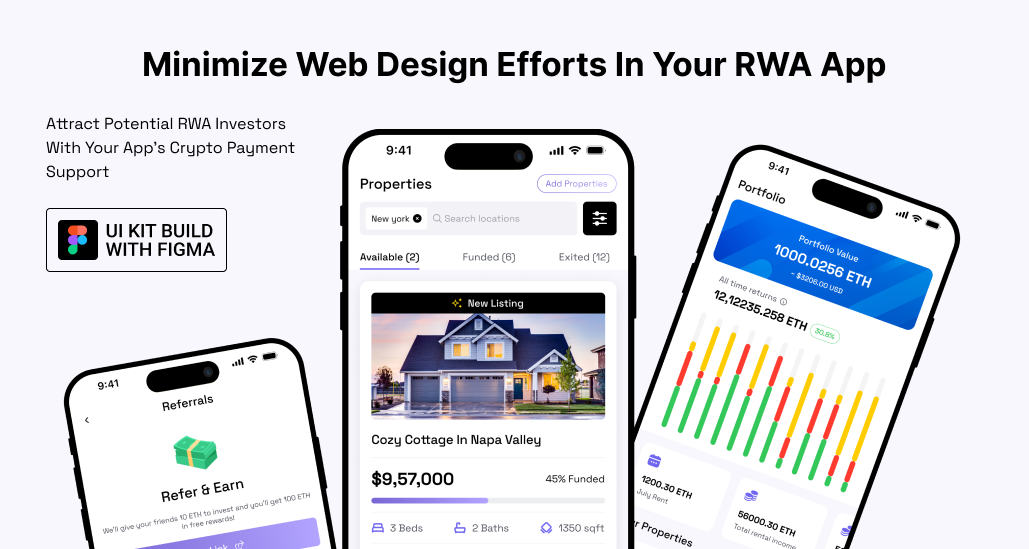 Minimize Web Design Efforts In Your RWA App
Attract Potential RWA Investors
With Your App's Crypto Payment
Support
UI KIT BUILD
WITH FIGMA
9:41
Referrals
Refer & Earn
We'll give your friends 10 ETH to invest and you'll get 100 ETH
in free rewards!
9:41
Properties
Add Properties
New york
Search locations
Available (2)
Funded (6)
Exited (12)
New Listing
Cozy Cottage In Napa Valley
$9,57,000
45% Funded
3 Beds
2 Baths
1350 sqft
9:41
Portfolio
Portfolio Value
1000.0256 ETH
~ $3206.00 USD
All time returns
12,12235.258 ETH
30.8%
1200.30 ETH
July Rent
56000.30 ETH
Total rental income
Properties